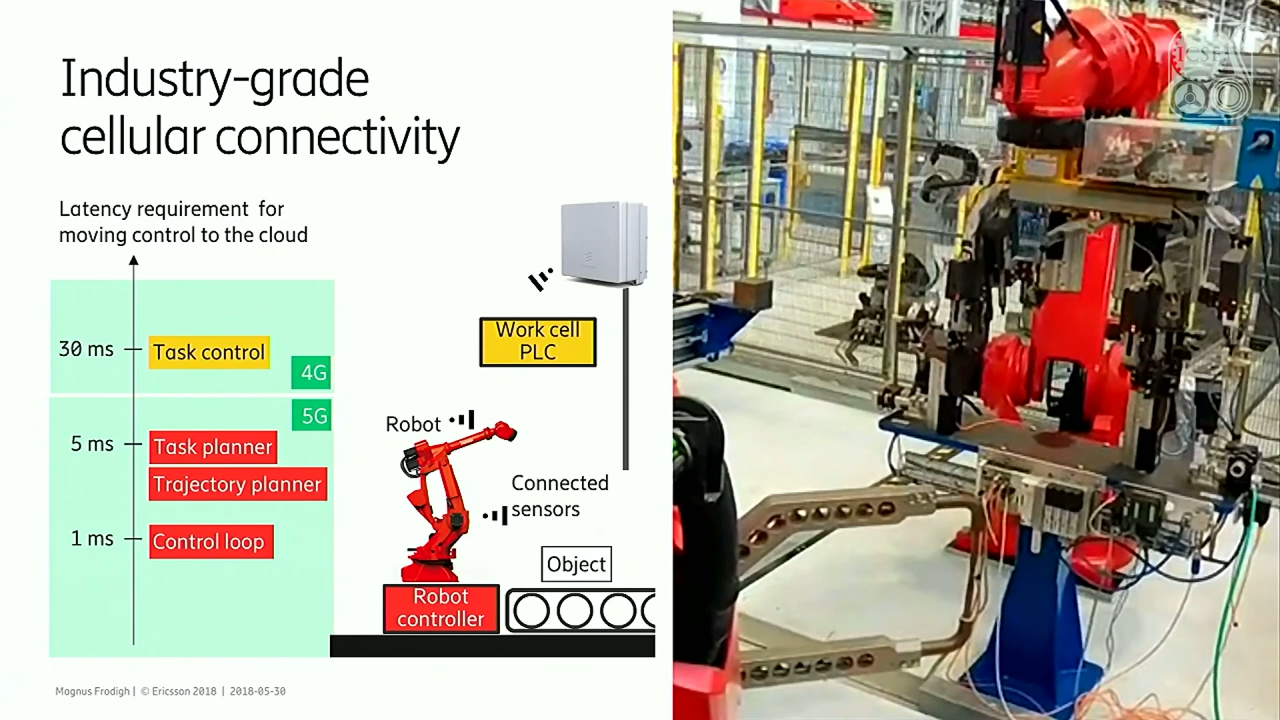 Industry-grade
cellular connectivity
Latency requirement for
moving control to the cloud
30 ms
Task control
4G
5G
5 ms
Task planner
Trajectory planner
1 ms
Control loop
Work cell
PLC
Robot
Connected
sensors
Object
Robot
controller
Magnus Frodigh | © Ericsson 2018 | 2018-05-30
ICSE